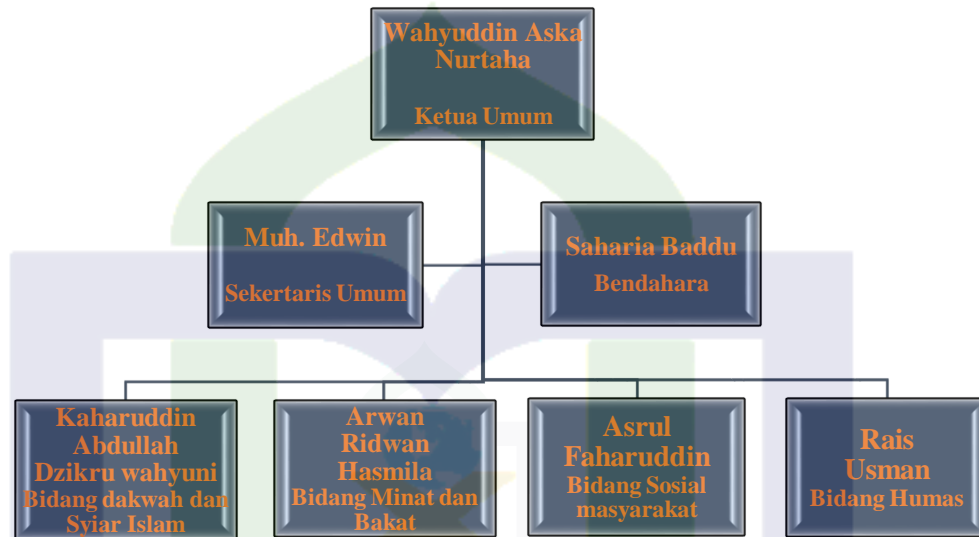 Wahyuddin Aska
Nurtaha
Ketua Umum
Muh. Edwin
Sekertaris Umum
Saharia Baddu
Bendahara
Kaharuddin
Abdullah
Dzikru wahyuni
Bidang dakwah dan
Syiar Islam
Arwan
Ridwan
Hasmila
Bidang Minat dan
Bakat
Asrul
Faharuddin
Bidang Sosial
masyarakat
Rais
Usman
Bidang Humas